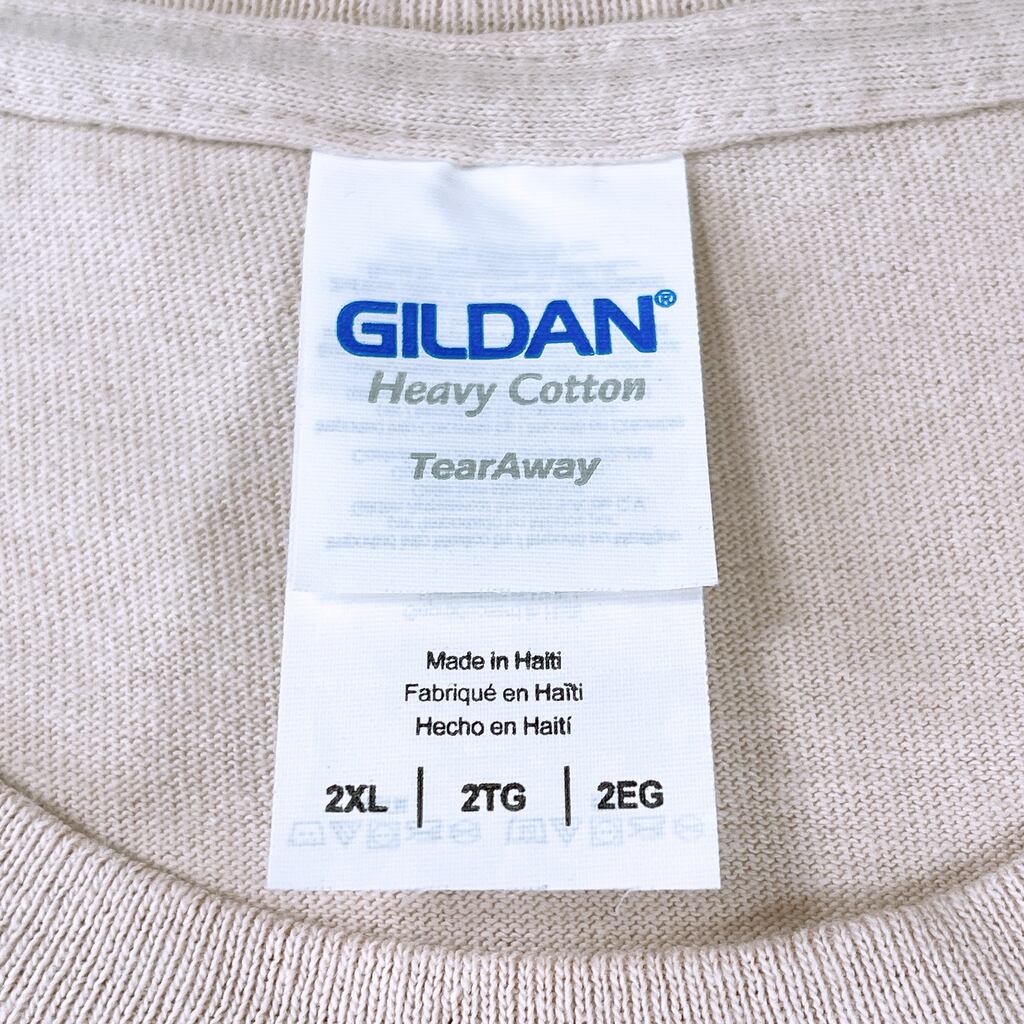 GILDAN®
Heavy Cotton
TearAway
Made in Haiti
Fabriqué en Haïti
Hecho en Haití
2XL | 2TG | 2EG